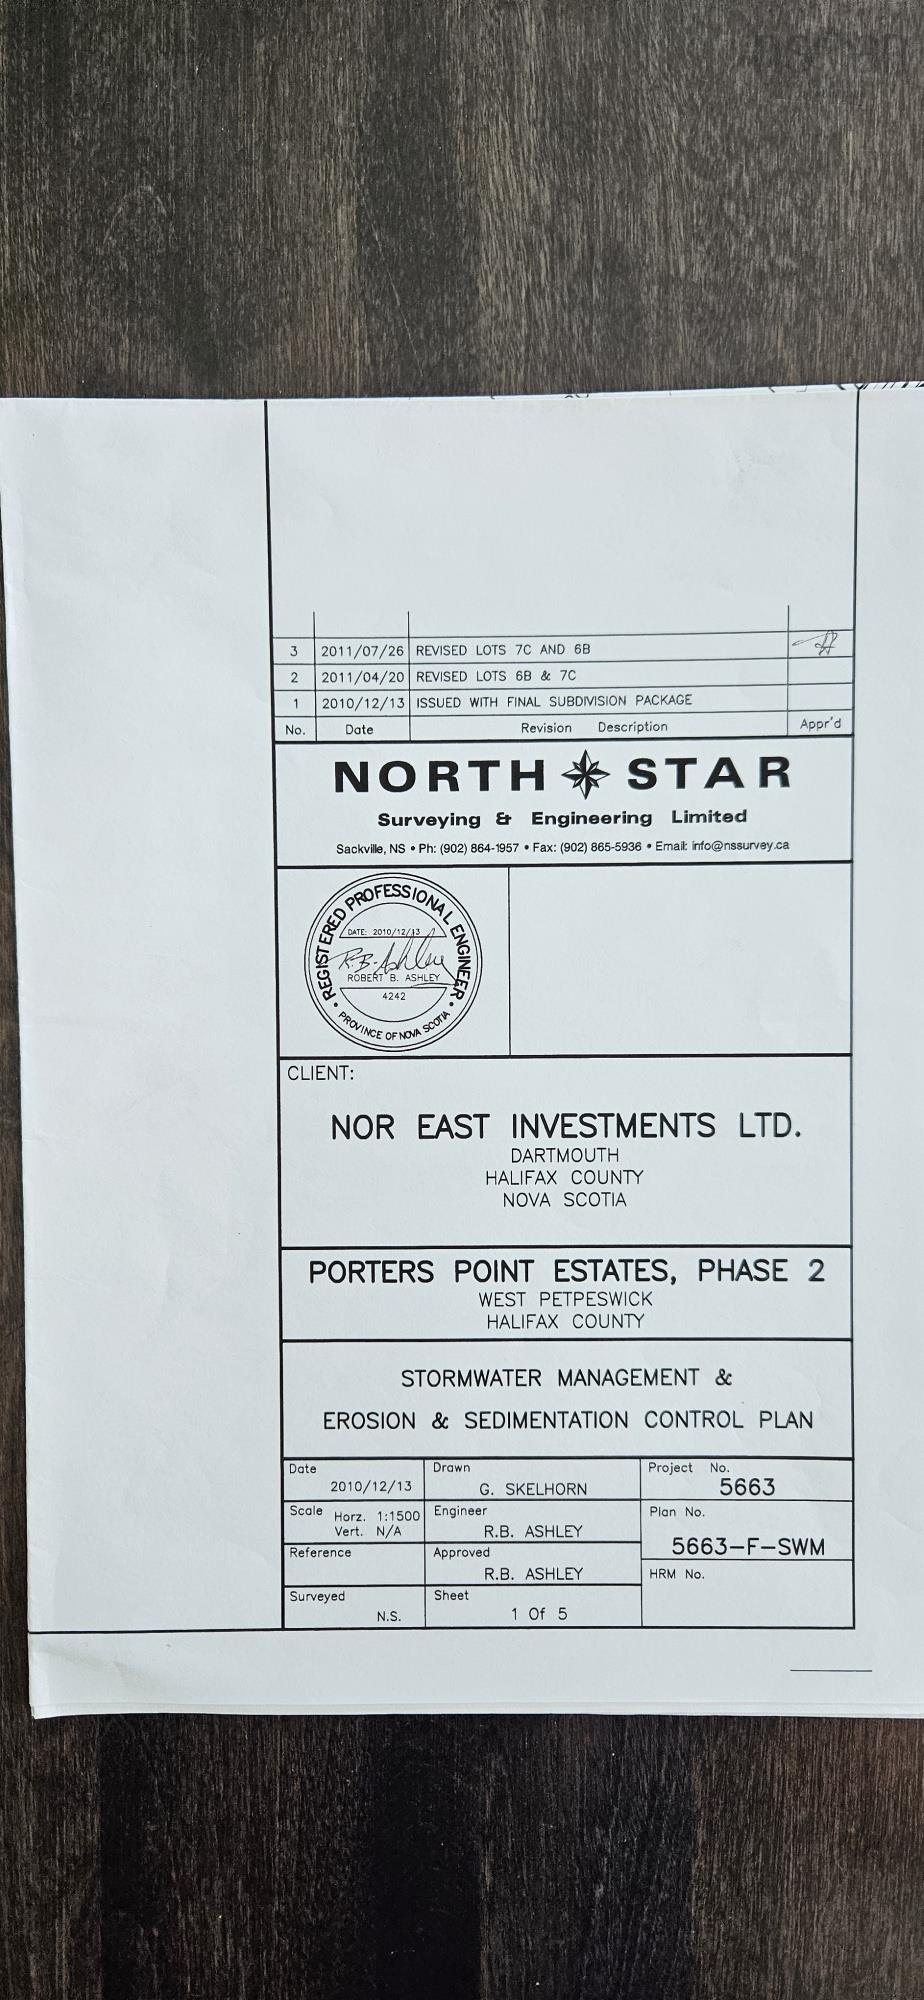 3 2011/07/26 REVISED LOTS 7C AND 6B
2 2011/04/20 REVISED LOTS 6B & 7C
1 2010/12/13 ISSUED WITH FINAL SUBDIVISION PACKAGE
No. Date Revision Description Appr'd
NORTH STAR
Surveying & Engineering Limited
Sackville, NS • Ph: (902) 864-1957 • Fax: (902) 865-5936 • Email: info@nssurvey.ca
REGISTERED PROFESSIONAL ENGINEER
DATE: 2010/12/13
R.B. Ashley
ROBERT B. ASHLEY
4242
PROVINCE OF NOVA SCOTIA
CLIENT:
NOR EAST INVESTMENTS LTD.
DARTMOUTH
HALIFAX COUNTY
NOVA SCOTIA
PORTERS POINT ESTATES, PHASE 2
WEST PETPESWICK
HALIFAX COUNTY
STORMWATER MANAGEMENT &
EROSION & SEDIMENTATION CONTROL PLAN
Date Drawn Project No.
2010/12/13 G. SKELHORN 5663
Scale Horz. 1:1500 Engineer Plan No.
Vert. N/A R.B. ASHLEY
5663-F-SWM
Reference Approved
R.B. ASHLEY HRM No.
Surveyed Sheet
N.S. 1 Of 5